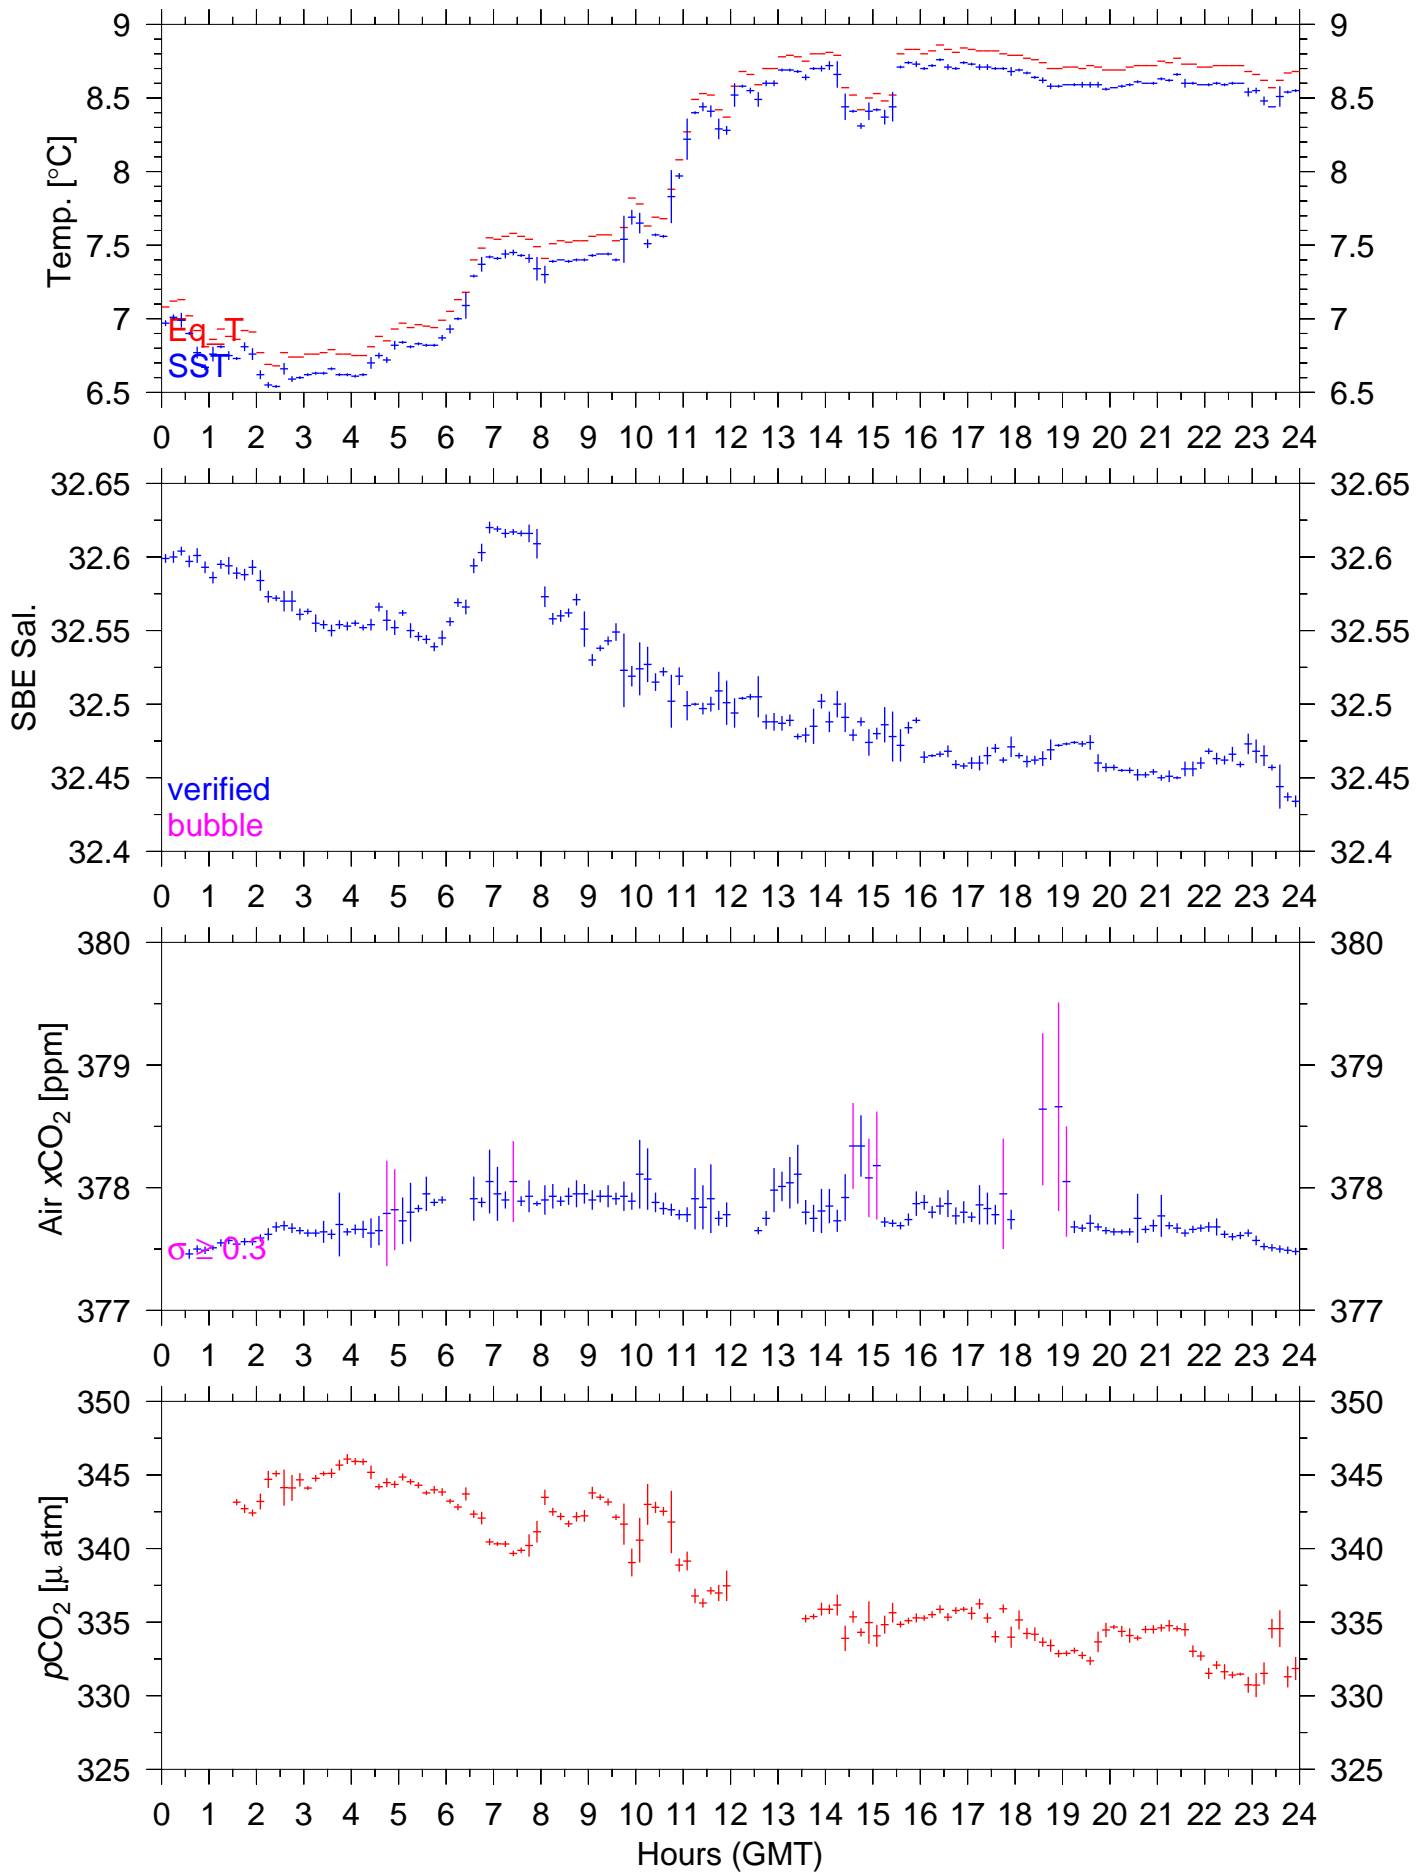 9 9
8.5 8.5
8 8
7.5 7.5
7 7
6.5 6.5
Temp. [°C]
Eq_T
SST
0 1 2 3 4 5 6 7 8 9 10 11 12 13 14 15 16 17 18 19 20 21 22 23 24
32.65 32.65
32.6 32.6
32.55 32.55
32.5 32.5
32.45 32.45
32.4 32.4
SBE Sal.
verified
bubble
0 1 2 3 4 5 6 7 8 9 10 11 12 13 14 15 16 17 18 19 20 21 22 23 24
380 380
379 379
378 378
377 377
Air xCO₂ [ppm]
σ ≥ 0.3
0 1 2 3 4 5 6 7 8 9 10 11 12 13 14 15 16 17 18 19 20 21 22 23 24
350 350
345 345
340 340
335 335
330 330
325 325
pCO₂ [μ atm]
0 1 2 3 4 5 6 7 8 9 10 11 12 13 14 15 16 17 18 19 20 21 22 23 24
Hours (GMT)